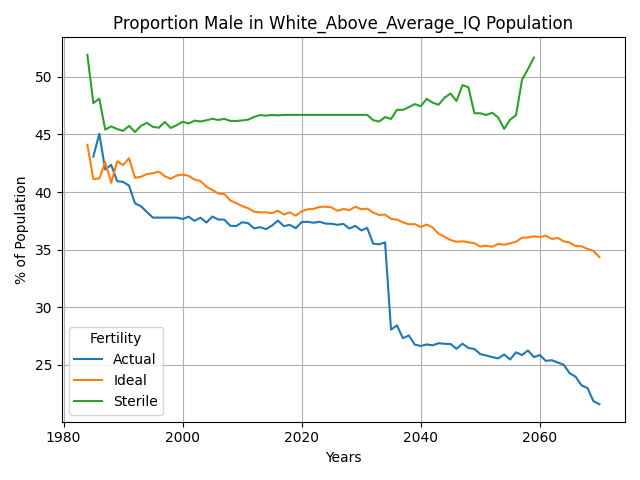 Proportion Male in White_Above_Average_IQ Population
% of Population
50
45
40
35
30
25
Fertility
Actual
Ideal
Sterile
1980
2000
2020
2040
2060
Years